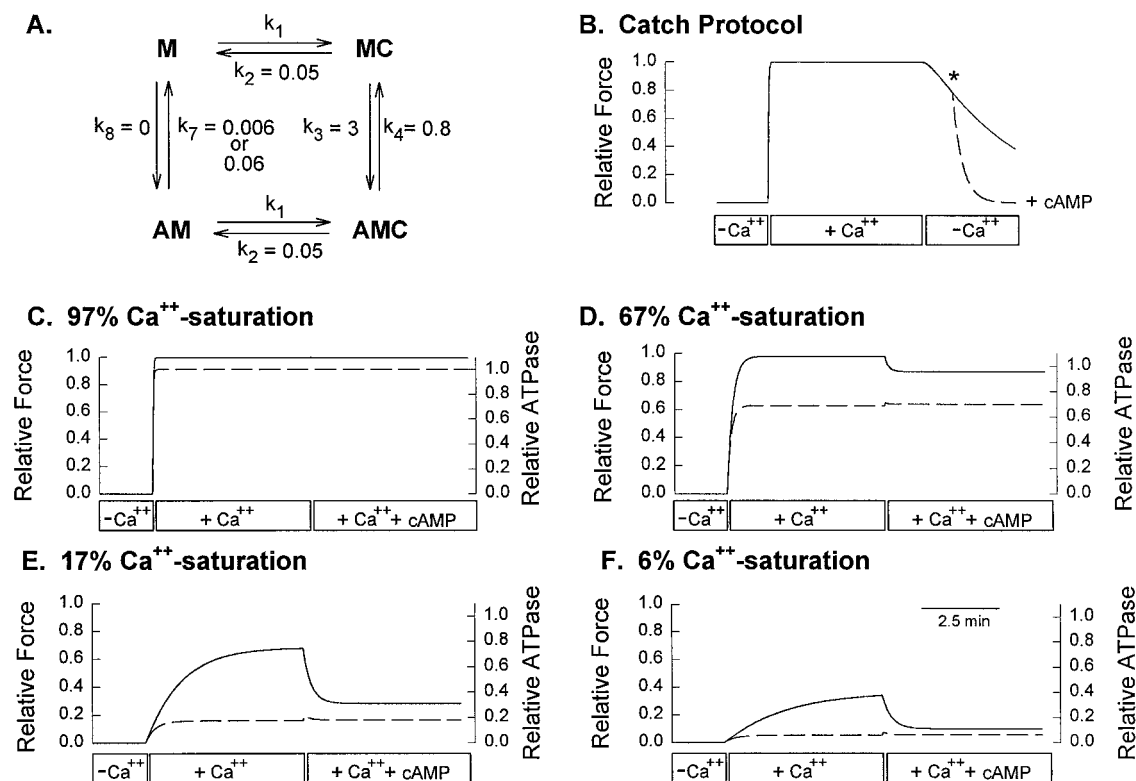 A.
k1
M
MC
k2 = 0.05
k8 = 0
k7 = 0.006
or
0.06
k3 = 3
k4 = 0.8
k1
AM
AMC
k2 = 0.05
B. Catch Protocol
Relative Force
1.0
0.8
0.6
0.4
0.2
0.0
*
+ cAMP
−Ca++
+ Ca++
−Ca++
C. 97% Ca++-saturation
Relative Force
1.0
0.8
0.6
0.4
0.2
0.0
1.0
0.8
0.6
0.4
0.2
0.0
Relative ATPase
−Ca++
+ Ca++
+ Ca+++ cAMP
D. 67% Ca++-saturation
Relative Force
1.0
0.8
0.6
0.4
0.2
0.0
1.0
0.8
0.6
0.4
0.2
0.0
Relative ATPase
−Ca++
+ Ca++
+ Ca+++ cAMP
E. 17% Ca++-saturation
Relative Force
1.0
0.8
0.6
0.4
0.2
0.0
1.0
0.8
0.6
0.4
0.2
0.0
Relative ATPase
−Ca++
+ Ca++
+ Ca+++ cAMP
F. 6% Ca++-saturation
Relative Force
1.0
0.8
0.6
0.4
0.2
0.0
2.5 min
1.0
0.8
0.6
0.4
0.2
0.0
Relative ATPase
−Ca++
+ Ca++
+ Ca+++ cAMP